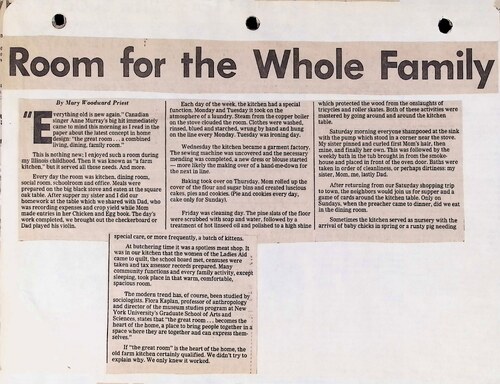 Room for the Whole Family
By Mary Woodward Priest
"Everything old is new again." Canadian
singer Anne Murray's big hit immediately
came to mind this morning as I read in the
paper about the latest concept in home
design: "the great room . . . a combined
living, dining, family room."
This is nothing new; I enjoyed such a room during
my Illinois childhood. Then it was known as "a farm
kitchen," but it served all our needs. And more.
Every day the room was kitchen, dining room,
social room, schoolroom and office. Meals were
prepared on the big black stove and eaten at the square
oak table. After supper my sister and I did our
homework at the table which we shared with Dad, who
was recording expenses and crop yield while Mom
made entries in her Chicken and Egg book. The day's
work completed, we brought out the checkerboard or
Dad played his violin.
Each day of the week, the kitchen had a special
function. Monday and Tuesday it took on the
atmosphere of a laundry. Steam from the copper boiler
on the stove clouded the room. Clothes were washed,
rinsed, blued and starched, wrung by hand and hung
on the line every Monday. Tuesday was ironing day.
Wednesday the kitchen became a garment factory.
The sewing machine was uncovered and the necessary
mending was completed, a new dress or blouse started
— more likely the making over of a hand-me-down for
the next in line.
Baking took over on Thursday. Mom rolled up the
cover of the flour and sugar bins and created luscious
cakes, pies and cookies. (Pie and cookies every day,
cake only for Sunday).
Friday was cleaning day. The pine slats of the floor
were scrubbed with soap and water, followed by a
treatment of hot linseed oil and polished to a high shine
which protected the wood from the onslaughts of
tricycles and roller skates. Both of these activities were
mastered by going around and around the kitchen
table.
Saturday morning everyone shampooed at the sink
with the pump which stood in a corner near the stove.
My sister pinned and curled first Mom's hair, then
mine, and finally her own. This was followed by the
weekly bath in the tub brought in from the smoke-
house and placed in front of the oven door. Baths were
taken in order of cleanliness, or perhaps dirtiness: my
sister, Mom, me, lastly Dad.
After returning from our Saturday shopping trip
to town, the neighbors would join us for supper and a
game of cards around the kitchen table. Only on
Sundays, when the preacher came to dinner, did we eat
in the dining room.
Sometimes the kitchen served as nursery with the
arrival of baby chicks in spring or a runty pig needing
special care, or more frequently, a batch of kittens.
At butchering time it was a spotless meat shop. It
was in our kitchen that the women of the Ladies Aid
came to quilt, the school board met, censuses were
taken and tax assessor records prepared. Many
community functions and every family activity, except
sleeping, took place in that warm, comfortable,
spacious room.
The modern trend has, of course, been studied by
sociologists. Flora Kaplan, professor of anthropology
and director of the museum studies program at New
York University's Graduate School of Arts and
Sciences, states that "the great room . . . becomes the
heart of the home, a place to bring people together in a
space where they are together and can express them-
selves."
If "the great room" is the heart of the home, the
old farm kitchen certainly qualified. We didn't try to
explain why. We only knew it worked.